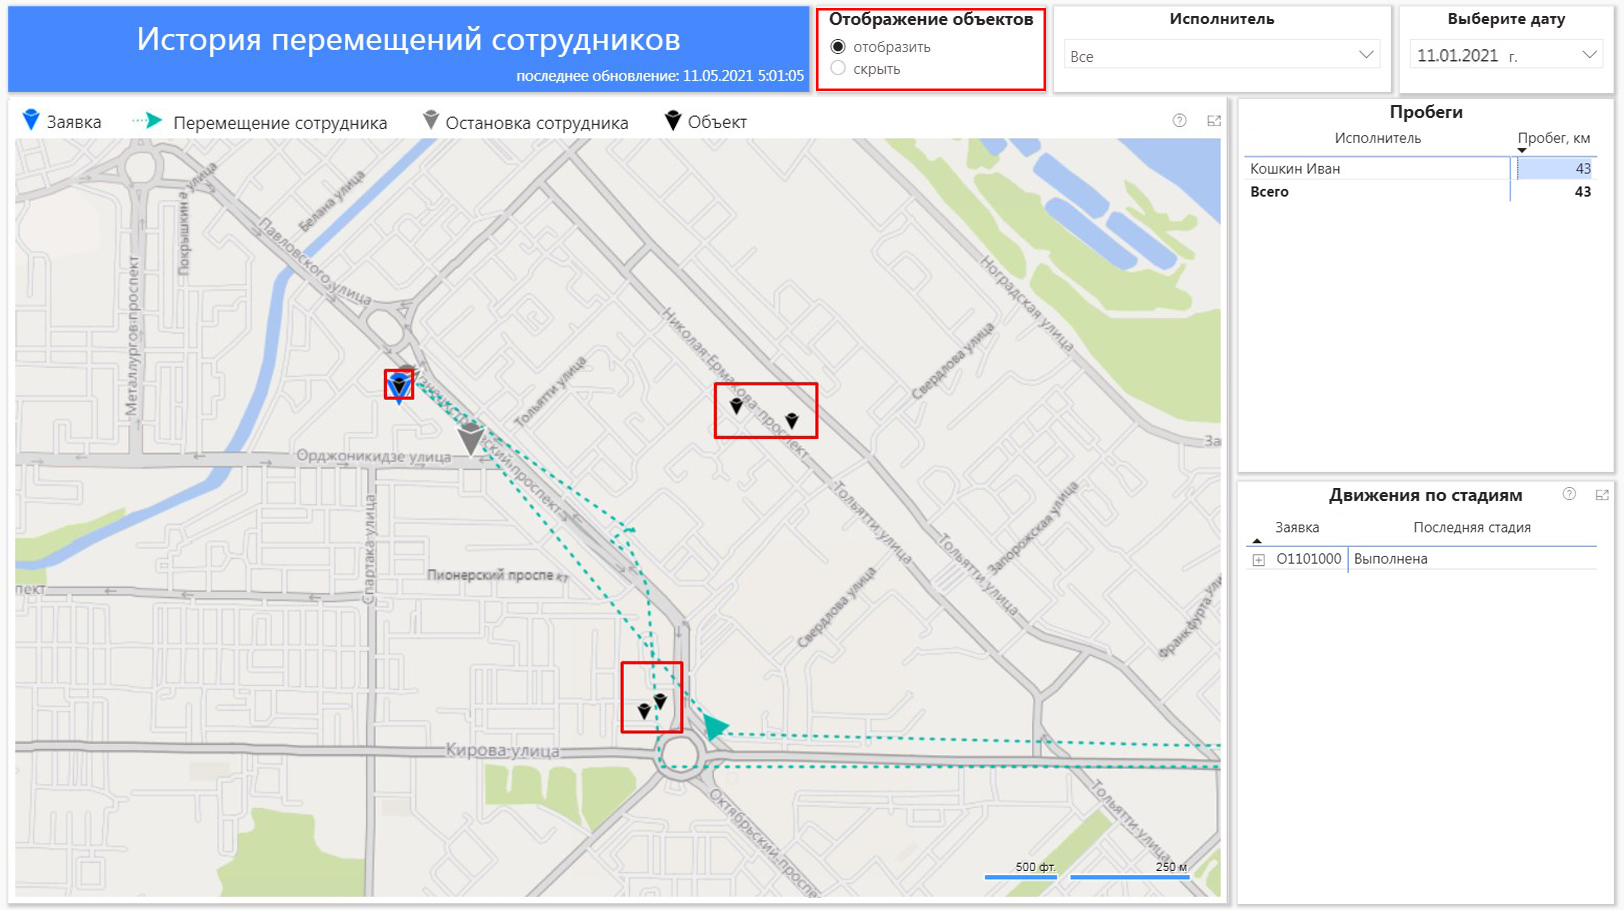 История перемещений сотрудников
последнее обновление: 11.05.2021 5:01:05
Отображение объектов
отобразить
скрыть
Исполнитель
Все
Выберите дату
11.01.2021 г.
Заявка
Перемещение сотрудника
Остановка сотрудника
Объект
Пробеги
Исполнитель Пробег, км
Кошкин Иван 43
Всего 43
Движения по стадиям
Заявка Последняя стадия
О1101000 Выполнена
Покрышкина улица
Белана улица
Павловского улица
Металлургов проспект
Ноградская улица
Николая Ермакова проспект
Свердлова улица
Тольятти улица
Орджоникидзе улица
проспект
За
Тольятти улица
Запорожская улица
Тольятти улица
Спартака улица
Пионерский проспект
пект
Свердлова улица
Франкфурта
Кирова улица
Октябрьский просп
Тольятти улица
500 фт.
250 м